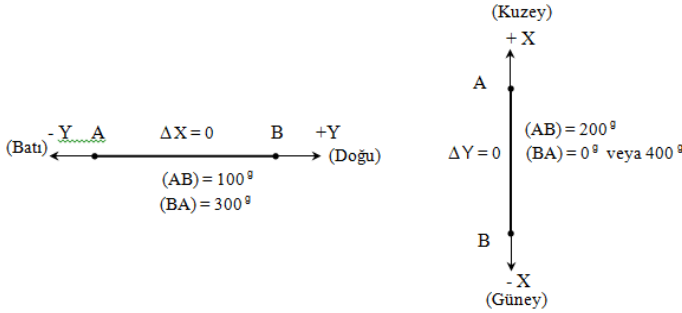 - Y A ΔX = 0 B +Y
(Batı) (Doğu)
(AB) = 100 g
(BA) = 300 g
(Kuzey)
+ X
A
(AB) = 200 g
ΔY = 0 (BA) = 0 g veya 400 g
B
- X
(Güney)